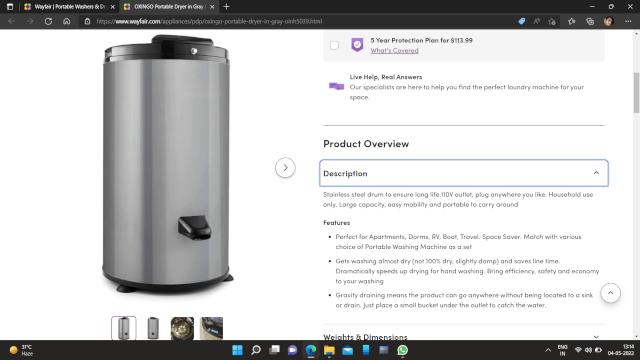 Wayfair | Portable Washers & Dr
OXINGO Portable Dryer in Gray
https://www.wayfair.com/appliances/pdp/oxingo-portable-dryer-in-gray-oinh5039.html
5 Year Protection Plan for $113.99
What's Covered
Live Help, Real Answers
Our specialists are here to help you find the perfect laundry machine for your
space.
Product Overview
Description
Stainless steel drum to ensure long life.110V outlet, plug anywhere you like. Household use
only. Large capacity, easy mobility and portable to carry around
Features
Perfect for Apartments, Dorms, RV, Boat, Travel. Space Saver. Match with various
choice of Portable Washing Machine as a set
Gets washing almost dry (not 100% dry, slightly damp) and saves line time.
Dramatically speeds up drying for hand washing. Bring efficiency, safety and economy
to your washing
Gravity draining means the product can go anywhere without being located to a sink
or drain. Just place a small bucket under the outlet to catch the water.
Weights & Dimensions
31°C
Haze
ENG
IN
13:14
04-05-2022